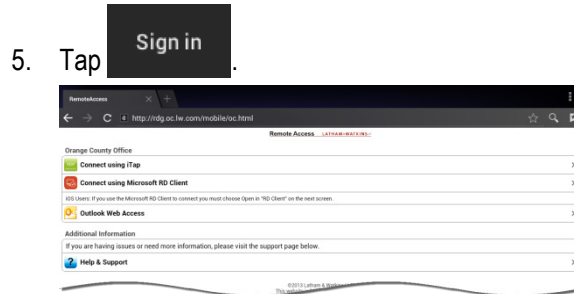 5. Tap Sign in.
RemoteAccess
http://rdg.oc.lw.com/mobile/oc.html
Remote Access LATHAM&WATKINS
Orange County Office
Connect using iTap
Connect using Microsoft RD Client
iOS Users: If you use the Microsoft RD Client to connect you must choose Open in "RD Client" on the next screen.
Outlook Web Access
Additional Information
If you are having issues or need more information, please visit the support page below.
Help & Support
©2013 Latham & Watkins